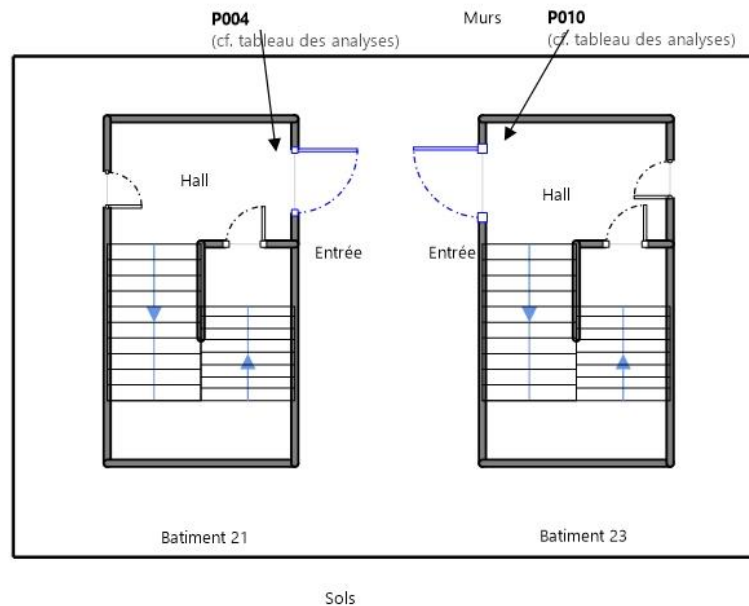 P004
(cf. tableau des analyses)
Murs
P010
(cf. tableau des analyses)
Hall
Hall
Entrée
Entrée
Batiment 21
Batiment 23
Sols